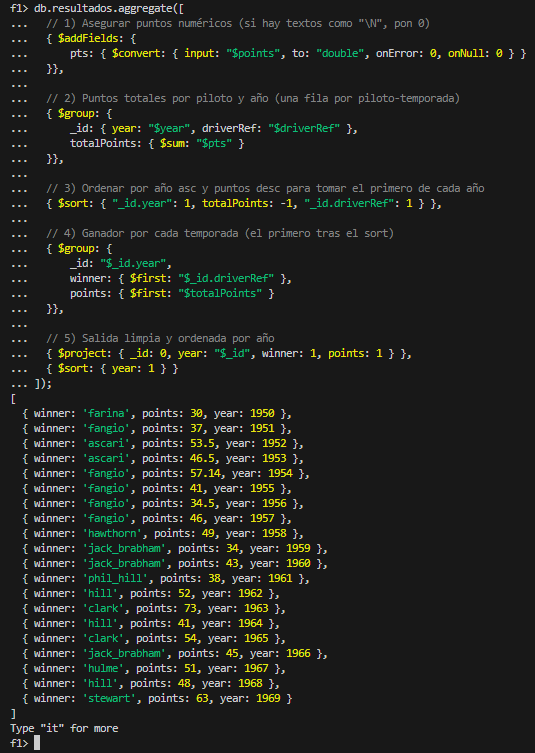 f1> db.resultados.aggregate([
...   // 1) Asegurar puntos numéricos (si hay textos como "\N", pon 0)
...   { $addFields: {
...       pts: { $convert: { input: "$points", to: "double", onError: 0, onNull: 0 } }
...   }},
...
...   // 2) Puntos totales por piloto y año (una fila por piloto-temporada)
...   { $group: {
...       _id: { year: "$year", driverRef: "$driverRef" },
...       totalPoints: { $sum: "$pts" }
...   }},
...
...   // 3) Ordenar por año asc y puntos desc para tomar el primero de cada año
...   { $sort: { "_id.year": 1, totalPoints: -1, "_id.driverRef": 1 } },
...
...   // 4) Ganador por cada temporada (el primero tras el sort)
...   { $group: {
...       _id: "$_id.year",
...       winner: { $first: "$_id.driverRef" },
...       points: { $first: "$totalPoints" }
...   }},
...
...   // 5) Salida limpia y ordenada por año
...   { $project: { _id: 0, year: "$_id", winner: 1, points: 1 } },
...   { $sort: { year: 1 } }
... ]);
[
  { winner: 'farina', points: 30, year: 1950 },
  { winner: 'fangio', points: 37, year: 1951 },
  { winner: 'ascari', points: 53.5, year: 1952 },
  { winner: 'ascari', points: 46.5, year: 1953 },
  { winner: 'fangio', points: 57.14, year: 1954 },
  { winner: 'fangio', points: 41, year: 1955 },
  { winner: 'fangio', points: 34.5, year: 1956 },
  { winner: 'fangio', points: 46, year: 1957 },
  { winner: 'hawthorn', points: 49, year: 1958 },
  { winner: 'jack_brabham', points: 34, year: 1959 },
  { winner: 'jack_brabham', points: 43, year: 1960 },
  { winner: 'phil_hill', points: 38, year: 1961 },
  { winner: 'hill', points: 52, year: 1962 },
  { winner: 'clark', points: 73, year: 1963 },
  { winner: 'hill', points: 41, year: 1964 },
  { winner: 'clark', points: 54, year: 1965 },
  { winner: 'jack_brabham', points: 45, year: 1966 },
  { winner: 'hulme', points: 51, year: 1967 },
  { winner: 'hill', points: 48, year: 1968 },
  { winner: 'stewart', points: 63, year: 1969 }
]
Type "it" for more
f1>